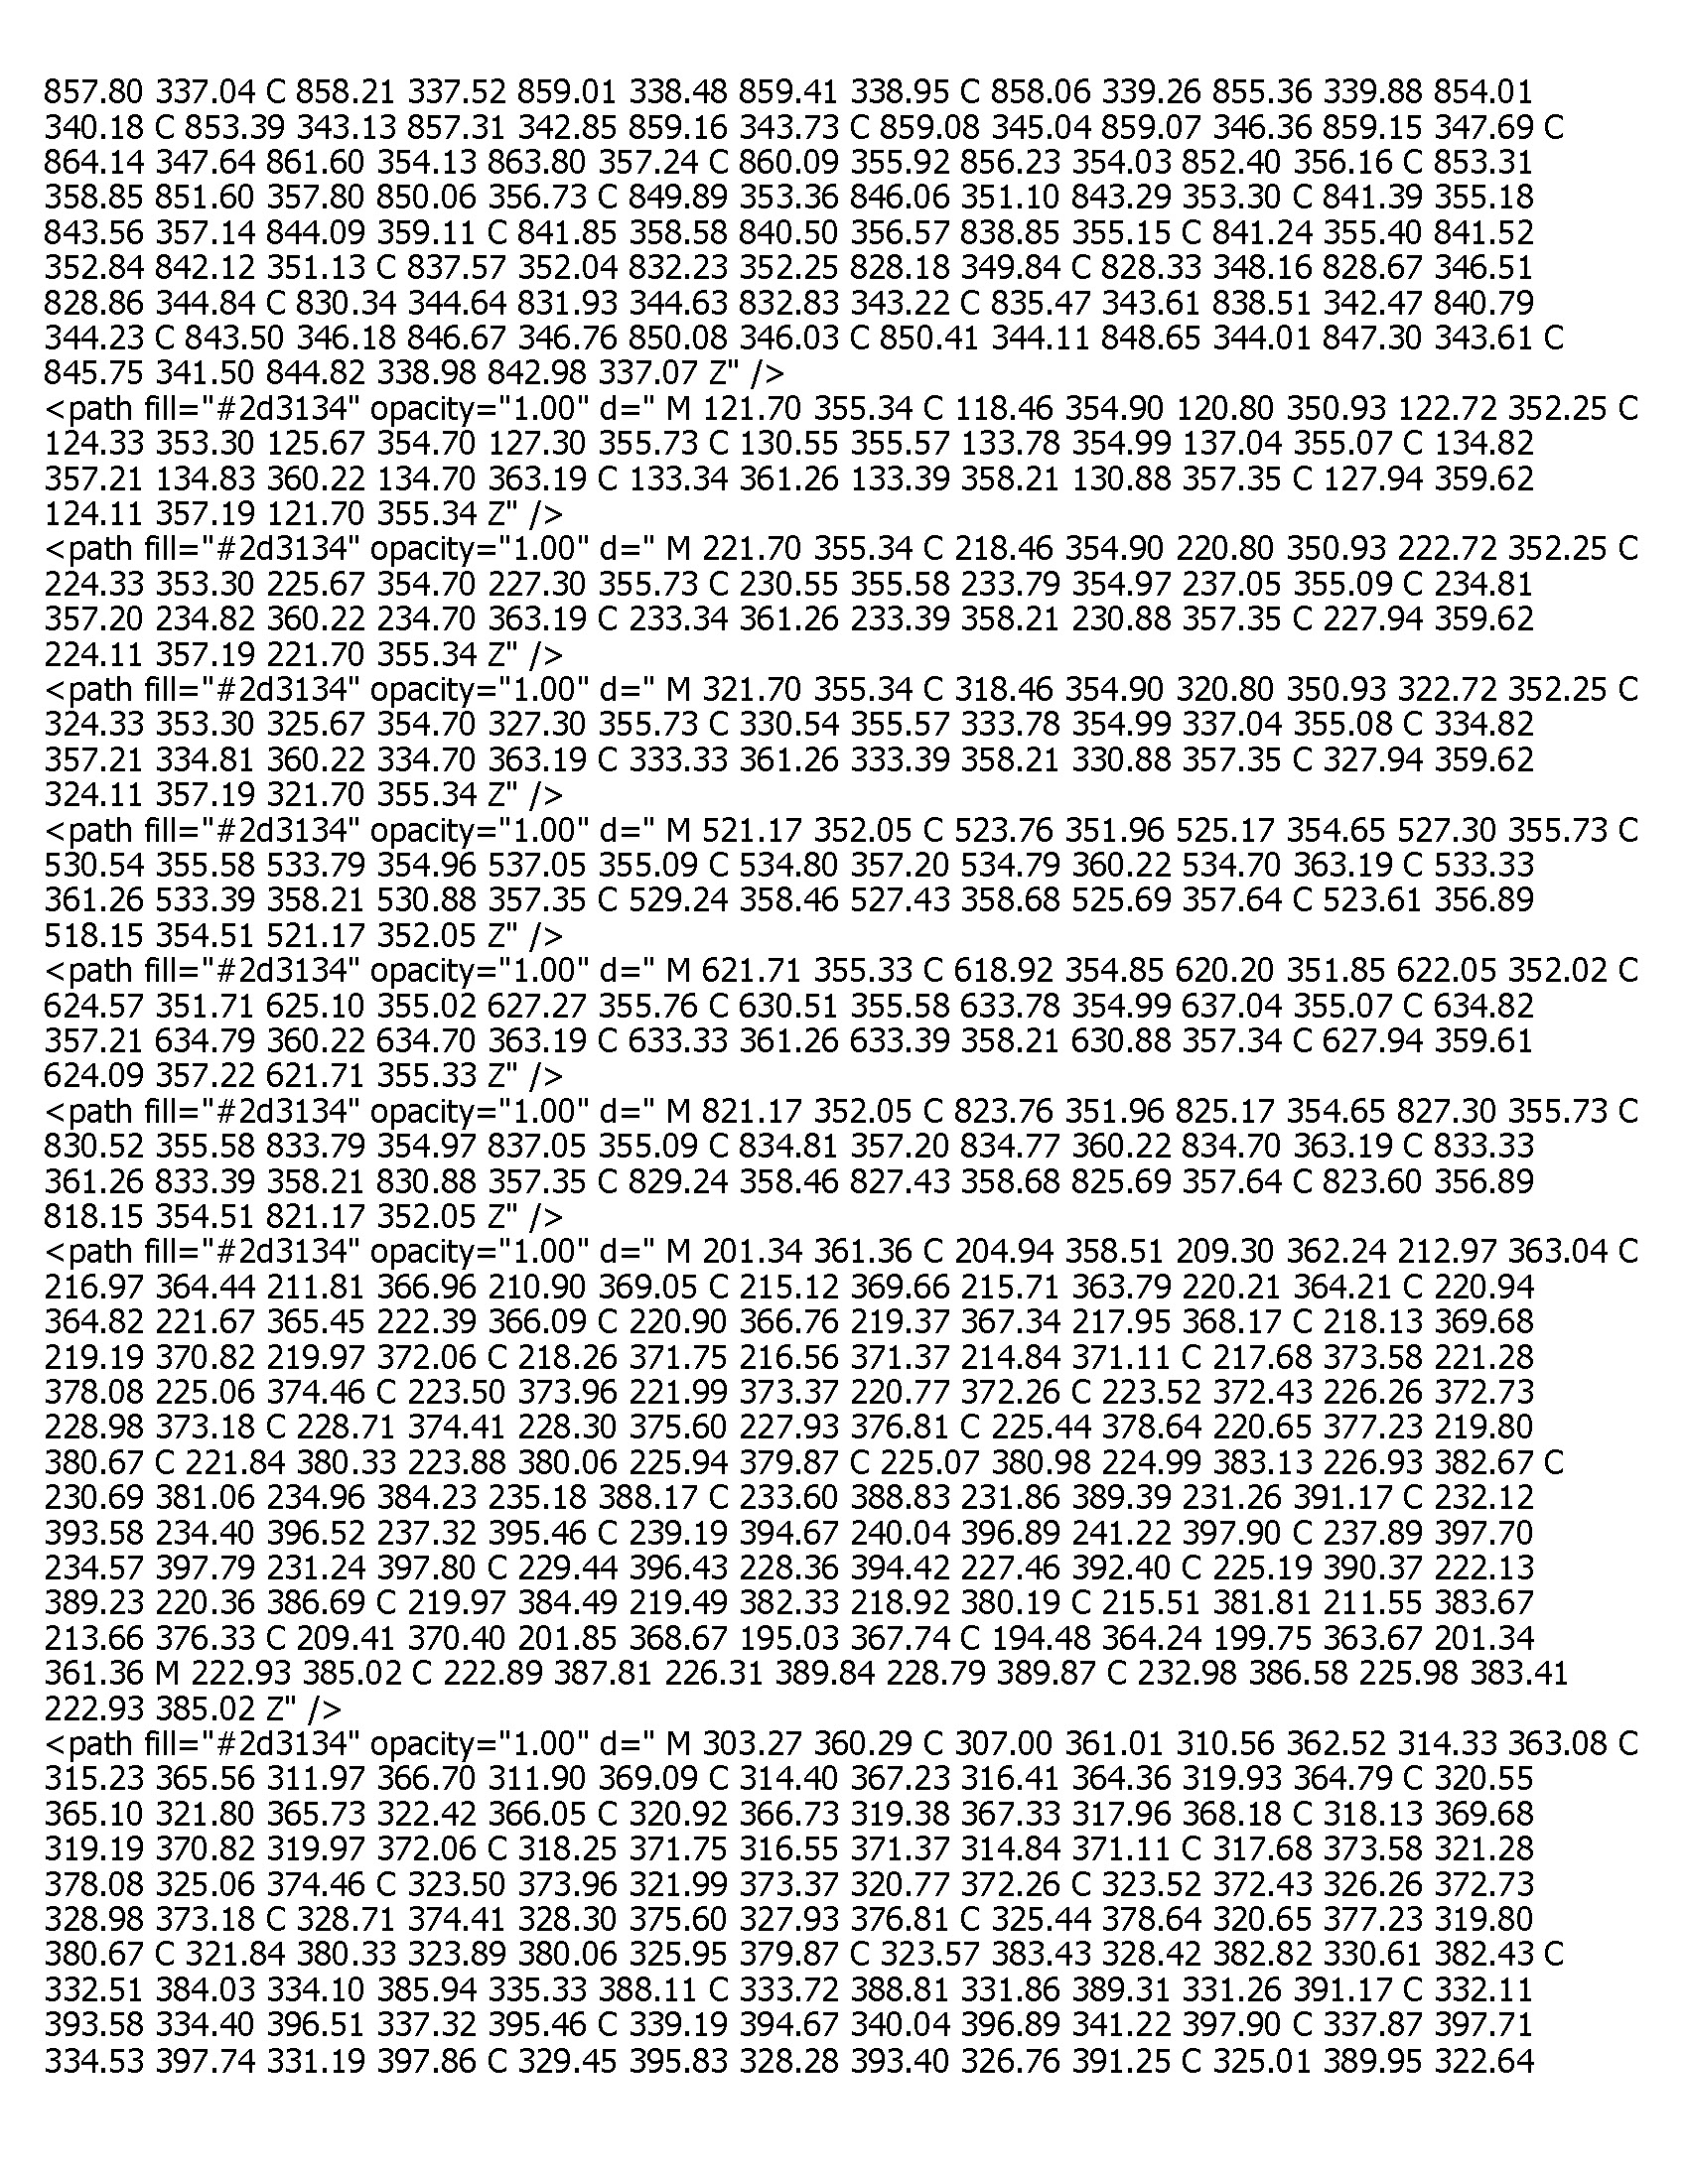 857.80 337.04 C 858.21 337.52 859.01 338.48 859.41 338.95 C 858.06 339.26 855.36 339.88 854.01
340.18 C 853.39 343.13 857.31 342.85 859.16 343.73 C 859.08 345.04 859.07 346.36 859.15 347.69 C
864.14 347.64 861.60 354.13 863.80 357.24 C 860.09 355.92 856.23 354.03 852.40 356.16 C 853.31
358.85 851.60 357.80 850.06 356.73 C 849.89 353.36 846.06 351.10 843.29 353.30 C 841.39 355.18
843.56 357.14 844.09 359.11 C 841.85 358.58 840.50 356.57 838.85 355.15 C 841.24 355.40 841.52
352.84 842.12 351.13 C 837.57 352.04 832.23 352.25 828.18 349.84 C 828.33 348.16 828.67 346.51
828.86 344.84 C 830.34 344.64 831.93 344.63 832.83 343.22 C 835.47 343.61 838.51 342.47 840.79
344.23 C 843.50 346.18 846.67 346.76 850.08 346.03 C 850.41 344.11 848.65 344.01 847.30 343.61 C
845.75 341.50 844.82 338.98 842.98 337.07 Z" />
<path fill="#2d3134" opacity="1.00" d=" M 121.70 355.34 C 118.46 354.90 120.80 350.93 122.72 352.25 C
124.33 353.30 125.67 354.70 127.30 355.73 C 130.55 355.57 133.78 354.99 137.04 355.07 C 134.82
357.21 134.83 360.22 134.70 363.19 C 133.34 361.26 133.39 358.21 130.88 357.35 C 127.94 359.62
124.11 357.19 121.70 355.34 Z" />
<path fill="#2d3134" opacity="1.00" d=" M 221.70 355.34 C 218.46 354.90 220.80 350.93 222.72 352.25 C
224.33 353.30 225.67 354.70 227.30 355.73 C 230.55 355.58 233.79 354.97 237.05 355.09 C 234.81
357.20 234.82 360.22 234.70 363.19 C 233.34 361.26 233.39 358.21 230.88 357.35 C 227.94 359.62
224.11 357.19 221.70 355.34 Z" />
<path fill="#2d3134" opacity="1.00" d=" M 321.70 355.34 C 318.46 354.90 320.80 350.93 322.72 352.25 C
324.33 353.30 325.67 354.70 327.30 355.73 C 330.54 355.57 333.78 354.99 337.04 355.08 C 334.82
357.21 334.81 360.22 334.70 363.19 C 333.33 361.26 333.39 358.21 330.88 357.35 C 327.94 359.62
324.11 357.19 321.70 355.34 Z" />
<path fill="#2d3134" opacity="1.00" d=" M 521.17 352.05 C 523.76 351.96 525.17 354.65 527.30 355.73 C
530.54 355.58 533.79 354.96 537.05 355.09 C 534.80 357.20 534.79 360.22 534.70 363.19 C 533.33
361.26 533.39 358.21 530.88 357.35 C 529.24 358.46 527.43 358.68 525.69 357.64 C 523.61 356.89
518.15 354.51 521.17 352.05 Z" />
<path fill="#2d3134" opacity="1.00" d=" M 621.71 355.33 C 618.92 354.85 620.20 351.85 622.05 352.02 C
624.57 351.71 625.10 355.02 627.27 355.76 C 630.51 355.58 633.78 354.99 637.04 355.07 C 634.82
357.21 634.79 360.22 634.70 363.19 C 633.33 361.26 633.39 358.21 630.88 357.34 C 627.94 359.61
624.09 357.22 621.71 355.33 Z" />
<path fill="#2d3134" opacity="1.00" d=" M 821.17 352.05 C 823.76 351.96 825.17 354.65 827.30 355.73 C
830.52 355.58 833.79 354.97 837.05 355.09 C 834.81 357.20 834.77 360.22 834.70 363.19 C 833.33
361.26 833.39 358.21 830.88 357.35 C 829.24 358.46 827.43 358.68 825.69 357.64 C 823.60 356.89
818.15 354.51 821.17 352.05 Z" />
<path fill="#2d3134" opacity="1.00" d=" M 201.34 361.36 C 204.94 358.51 209.30 362.24 212.97 363.04 C
216.97 364.44 211.81 366.96 210.90 369.05 C 215.12 369.66 215.71 363.79 220.21 364.21 C 220.94
364.82 221.67 365.45 222.39 366.09 C 220.90 366.76 219.37 367.34 217.95 368.17 C 218.13 369.68
219.19 370.82 219.97 372.06 C 218.26 371.75 216.56 371.37 214.84 371.11 C 217.68 373.58 221.28
378.08 225.06 374.46 C 223.50 373.96 221.99 373.37 220.77 372.26 C 223.52 372.43 226.26 372.73
228.98 373.18 C 228.71 374.41 228.30 375.60 227.93 376.81 C 225.44 378.64 220.65 377.23 219.80
380.67 C 221.84 380.33 223.88 380.06 225.94 379.87 C 225.07 380.98 224.99 383.13 226.93 382.67 C
230.69 381.06 234.96 384.23 235.18 388.17 C 233.60 388.83 231.86 389.39 231.26 391.17 C 232.12
393.58 234.40 396.52 237.32 395.46 C 239.19 394.67 240.04 396.89 241.22 397.90 C 237.89 397.70
234.57 397.79 231.24 397.80 C 229.44 396.43 228.36 394.42 227.46 392.40 C 225.19 390.37 222.13
389.23 220.36 386.69 C 219.97 384.49 219.49 382.33 218.92 380.19 C 215.51 381.81 211.55 383.67
213.66 376.33 C 209.41 370.40 201.85 368.67 195.03 367.74 C 194.48 364.24 199.75 363.67 201.34
361.36 M 222.93 385.02 C 222.89 387.81 226.31 389.84 228.79 389.87 C 232.98 386.58 225.98 383.41
222.93 385.02 Z" />
<path fill="#2d3134" opacity="1.00" d=" M 303.27 360.29 C 307.00 361.01 310.56 362.52 314.33 363.08 C
315.23 365.56 311.97 366.70 311.90 369.09 C 314.40 367.23 316.41 364.36 319.93 364.79 C 320.55
365.10 321.80 365.73 322.42 366.05 C 320.92 366.73 319.38 367.33 317.96 368.18 C 318.13 369.68
319.19 370.82 319.97 372.06 C 318.25 371.75 316.55 371.37 314.84 371.11 C 317.68 373.58 321.28
378.08 325.06 374.46 C 323.50 373.96 321.99 373.37 320.77 372.26 C 323.52 372.43 326.26 372.73
328.98 373.18 C 328.71 374.41 328.30 375.60 327.93 376.81 C 325.44 378.64 320.65 377.23 319.80
380.67 C 321.84 380.33 323.89 380.06 325.95 379.87 C 323.57 383.43 328.42 382.82 330.61 382.43 C
332.51 384.03 334.10 385.94 335.33 388.11 C 333.72 388.81 331.86 389.31 331.26 391.17 C 332.11
393.58 334.40 396.51 337.32 395.46 C 339.19 394.67 340.04 396.89 341.22 397.90 C 337.87 397.71
334.53 397.74 331.19 397.86 C 329.45 395.83 328.28 393.40 326.76 391.25 C 325.01 389.95 322.64